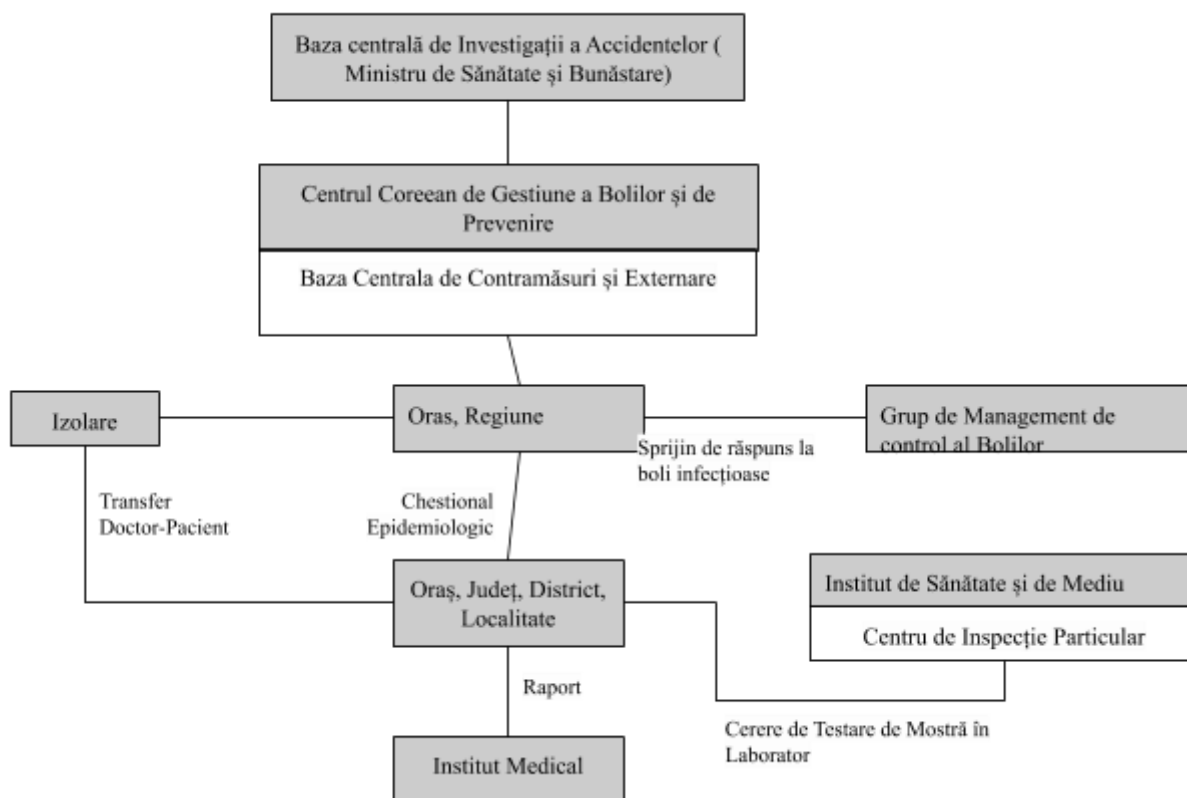 Baza centrală de Investigații a Accidentelor (
Ministru de Sănătate și Bunăstare)
Centrul Coreean de Gestiune a Bolilor și de
Prevenire
Baza Centrala de Contramăsuri și Externare
Izolare
Oras, Regiune
Grup de Management de
control al Bolilor
Sprijin de răspuns la
boli infecțioase
Transfer
Doctor-Pacient
Chestional
Epidemiologic
Oraș, Județ, District,
Localitate
Institut de Sănătate și de Mediu
Centru de Inspecție Particular
Raport
Cerere de Testare de Mostră în
Laborator
Institut Medical